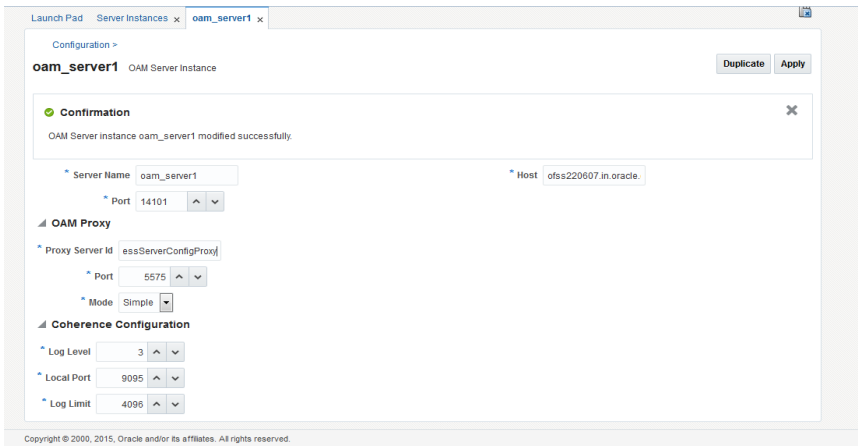 Launch Pad Server Instances x oam_server1 x
Configuration >
oam_server1 OAM Server Instance
Duplicate Apply
Confirmation
OAM Server instance oam_server1 modified successfully.
* Server Name oam_server1
* Host ofss220607.in.oracle.
* Port 14101
OAM Proxy
* Proxy Server Id essServerConfigProxy
* Port 5575
* Mode Simple
Coherence Configuration
* Log Level 3
* Local Port 9095
* Log Limit 4096
Copyright © 2000, 2015, Oracle and/or its affiliates. All rights reserved.